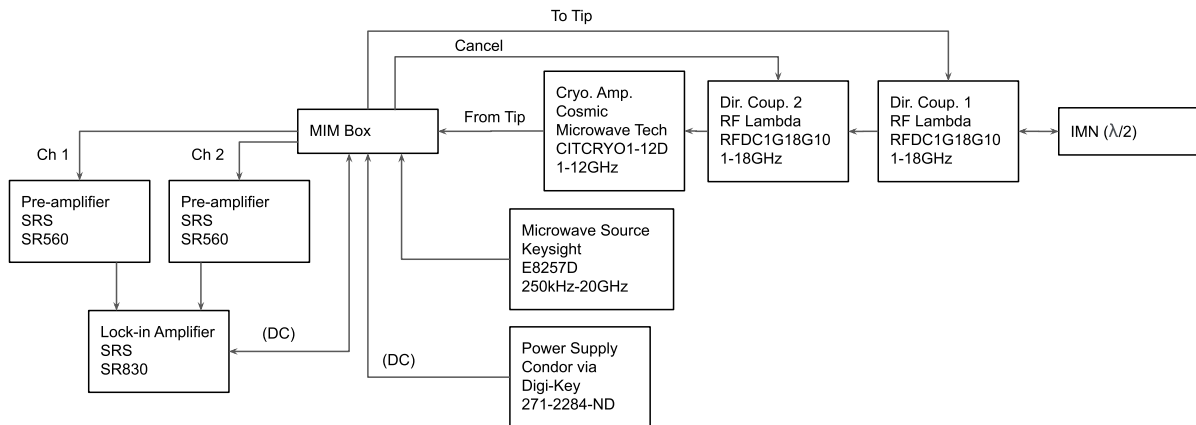 To Tip
Cancel
MIM Box
From Tip
Cryo. Amp.
Cosmic
Microwave Tech
CITCRYO1-12D
1-12GHz
Dir. Coup. 2
RF Lambda
RFDC1G18G10
1-18GHz
Dir. Coup. 1
RF Lambda
RFDC1G18G10
1-18GHz
IMN (λ/2)
Ch 1
Ch 2
Pre-amplifier
SRS
SR560
Pre-amplifier
SRS
SR560
Microwave Source
Keysight
E8257D
250kHz-20GHz
Lock-in Amplifier
SRS
SR830
(DC)
(DC)
Power Supply
Condor via
Digi-Key
271-2284-ND